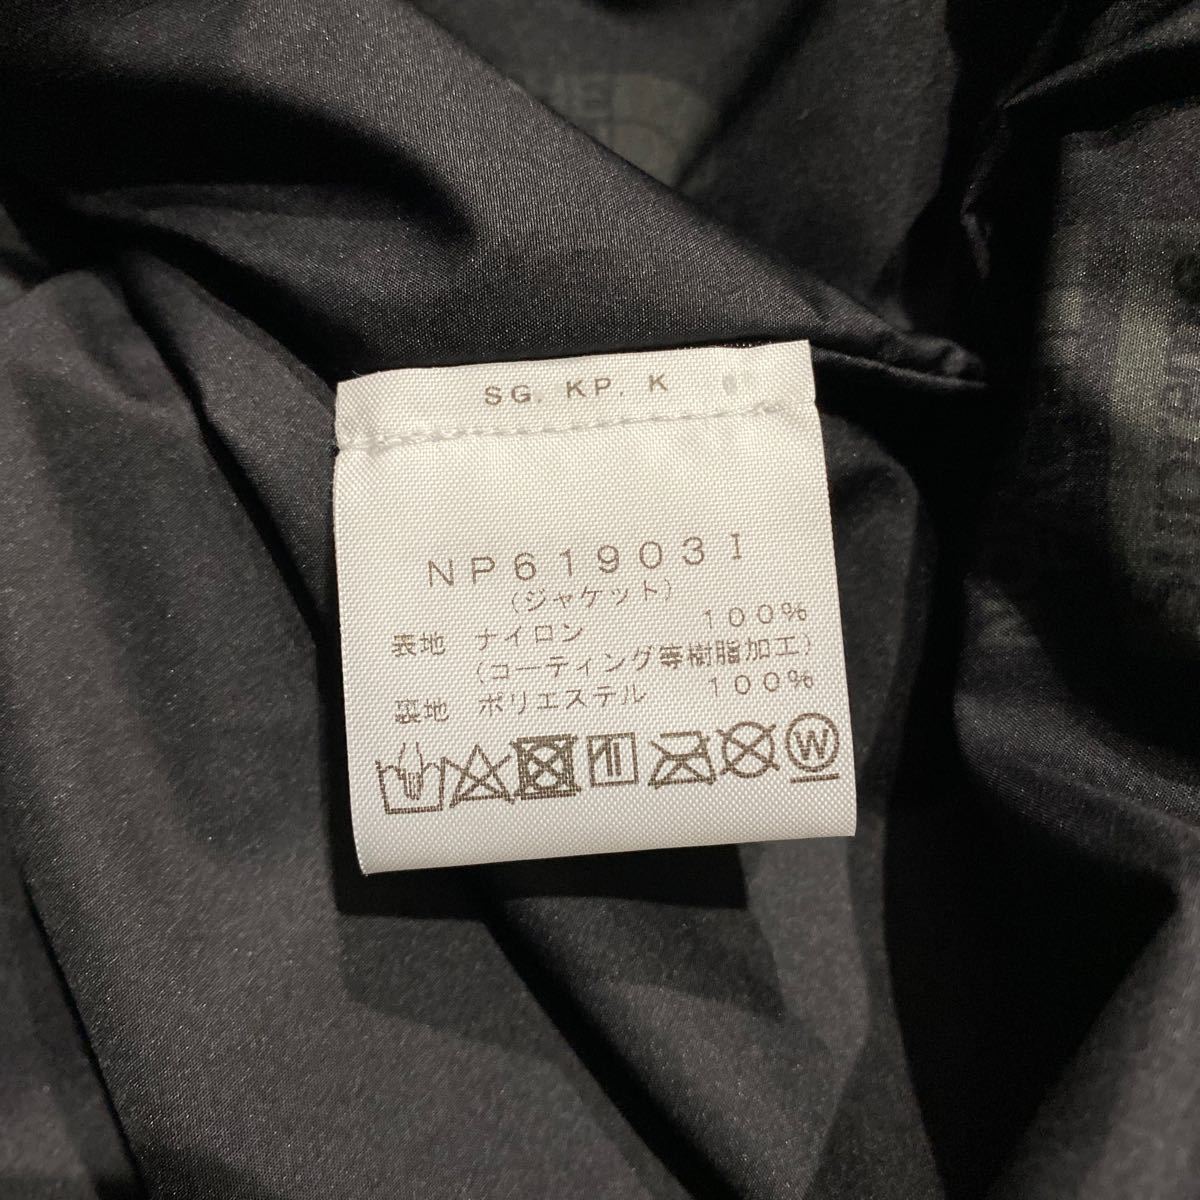 SG. KP. K
NP61903I
(ジャケット)
表地 ナイロン 100%
(コーティング等樹脂加工)
裏地 ポリエステル 100%
W